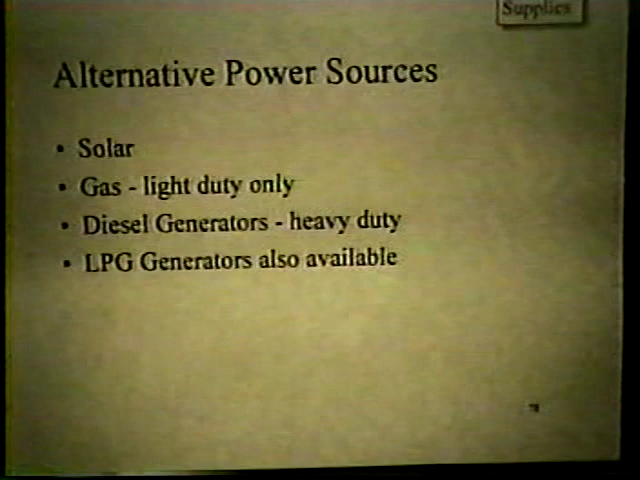 Supplies
Alternative Power Sources
• Solar
• Gas - light duty only
• Diesel Generators - heavy duty
• LPG Generators also available